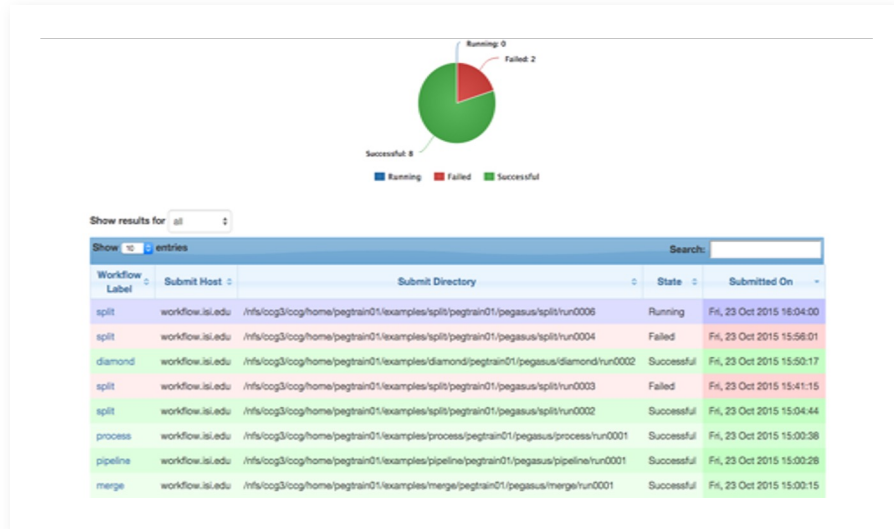 Running: 0
Failed: 2
Successful: 8
Running Failed Successful
Show results for all
Show 10 entries Search:
Workflow Label Submit Host Submit Directory State Submitted On
split workflow.isi.edu /nfs/ccg3/ccg/home/pegtrain01/examples/split/pegtrain01/pegasus/split/run0006 Running Fri, 23 Oct 2015 16:04:00
split workflow.isi.edu /nfs/ccg3/ccg/home/pegtrain01/examples/split/pegtrain01/pegasus/split/run0004 Failed Fri, 23 Oct 2015 15:56:01
diamond workflow.isi.edu /nfs/ccg3/ccg/home/pegtrain01/examples/diamond/pegtrain01/pegasus/diamond/run0002 Successful Fri, 23 Oct 2015 15:50:17
split workflow.isi.edu /nfs/ccg3/ccg/home/pegtrain01/examples/split/pegtrain01/pegasus/split/run0003 Failed Fri, 23 Oct 2015 15:41:15
split workflow.isi.edu /nfs/ccg3/ccg/home/pegtrain01/examples/split/pegtrain01/pegasus/split/run0002 Successful Fri, 23 Oct 2015 15:04:44
process workflow.isi.edu /nfs/ccg3/ccg/home/pegtrain01/examples/process/pegtrain01/pegasus/process/run0001 Successful Fri, 23 Oct 2015 15:00:38
pipeline workflow.isi.edu /nfs/ccg3/ccg/home/pegtrain01/examples/pipeline/pegtrain01/pegasus/pipeline/run0001 Successful Fri, 23 Oct 2015 15:00:28
merge workflow.isi.edu /nfs/ccg3/ccg/home/pegtrain01/examples/merge/pegtrain01/pegasus/merge/run0001 Successful Fri, 23 Oct 2015 15:00:15